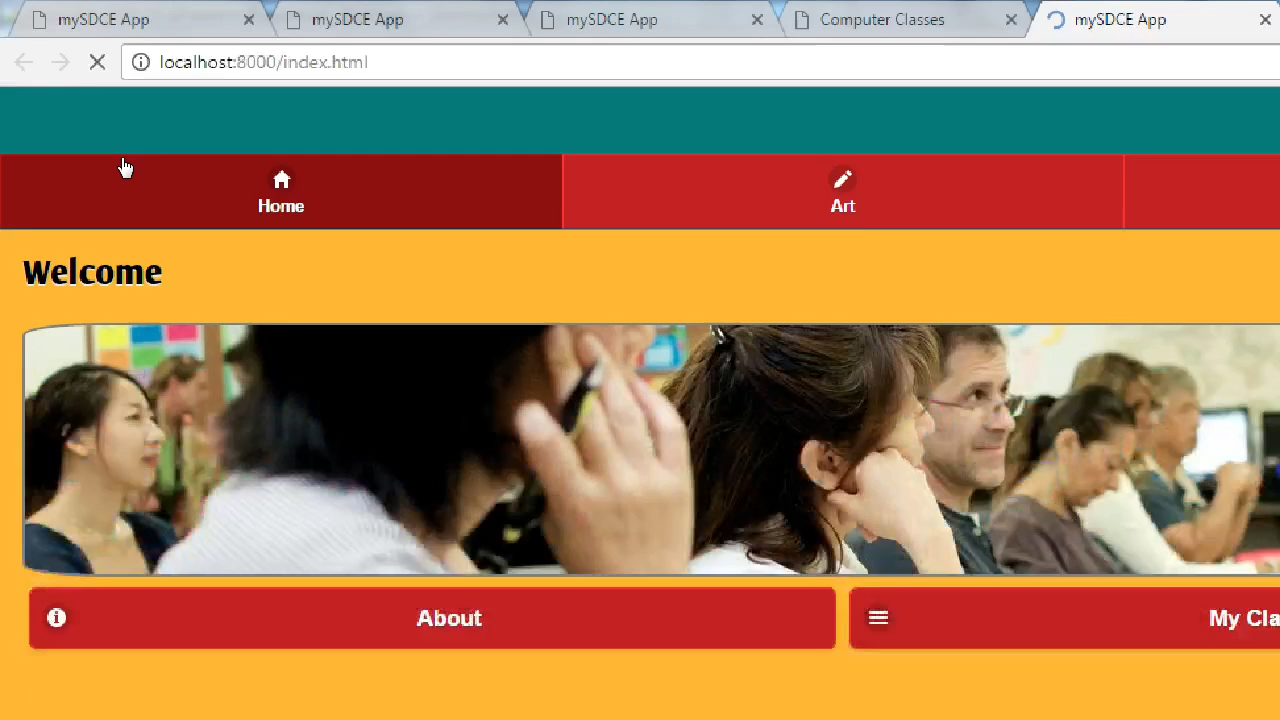 mySDCE App
mySDCE App
mySDCE App
Computer Classes
mySDCE App
localhost:8000/index.html
Home
Art
Welcome
About
My Cla